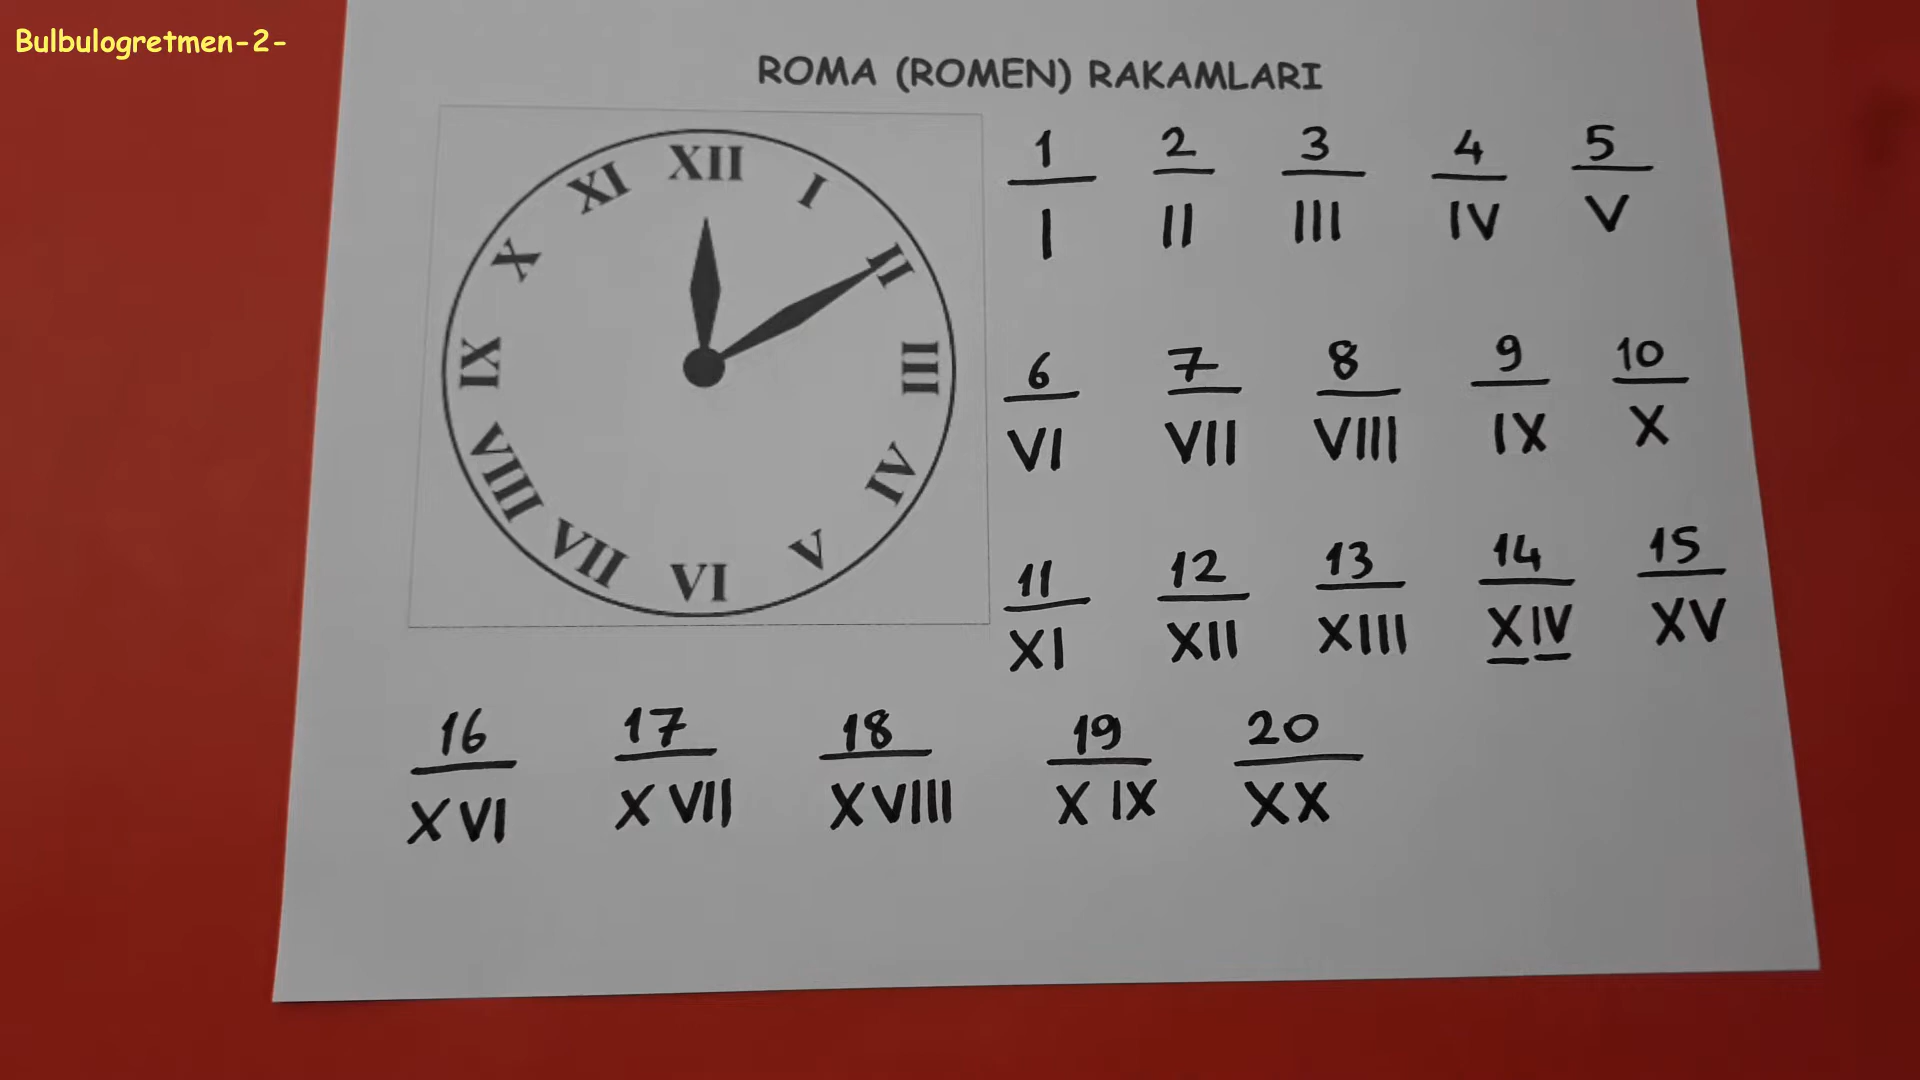 Bulbulogretmen-2-
ROMA (ROMEN) RAKAMLARI
XII
I
II
III
IV
V
VI
VII
VIII
IX
X
XI
1 2 3 4 5
I II III IV V
6 7 8 9 10
VI VII VIII IX X
11 12 13 14 15
XI XII XIII XIV XV
16 17 18 19 20
XVI XVII XVIII XIX XX